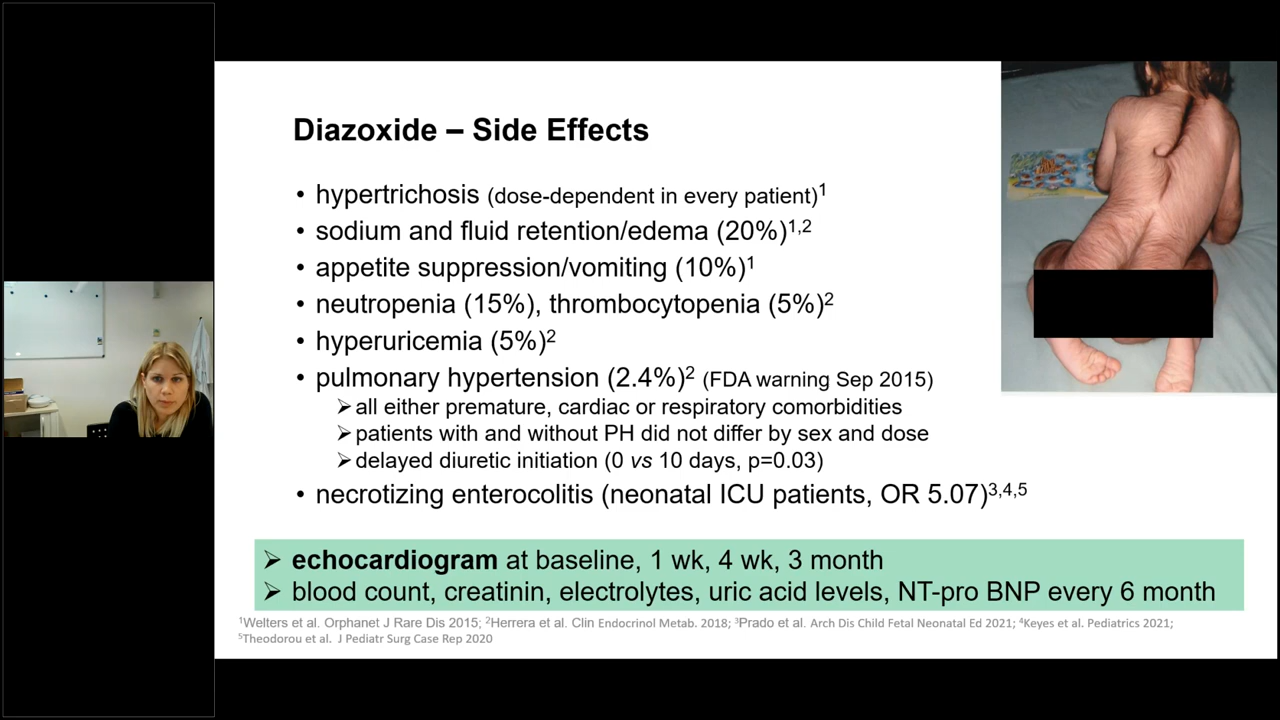 Diazoxide – Side Effects
• hypertrichosis (dose-dependent in every patient)1
• sodium and fluid retention/edema (20%)1,2
• appetite suppression/vomiting (10%)1
• neutropenia (15%), thrombocytopenia (5%)2
• hyperuricemia (5%)2
• pulmonary hypertension (2.4%)2 (FDA warning Sep 2015)
➢all either premature, cardiac or respiratory comorbidities
➢patients with and without PH did not differ by sex and dose
➢delayed diuretic initiation (0 vs 10 days, p=0.03)
• necrotizing enterocolitis (neonatal ICU patients, OR 5.07)3,4,5
➢ echocardiogram at baseline, 1 wk, 4 wk, 3 month
➢ blood count, creatinin, electrolytes, uric acid levels, NT-pro BNP every 6 month
1Welters et al. Orphanet J Rare Dis 2015; 2Herrera et al. Clin Endocrinol Metab. 2018; 3Prado et al. Arch Dis Child Fetal Neonatal Ed 2021; 4Keyes et al. Pediatrics 2021;
5Theodorou et al. J Pediatr Surg Case Rep 2020